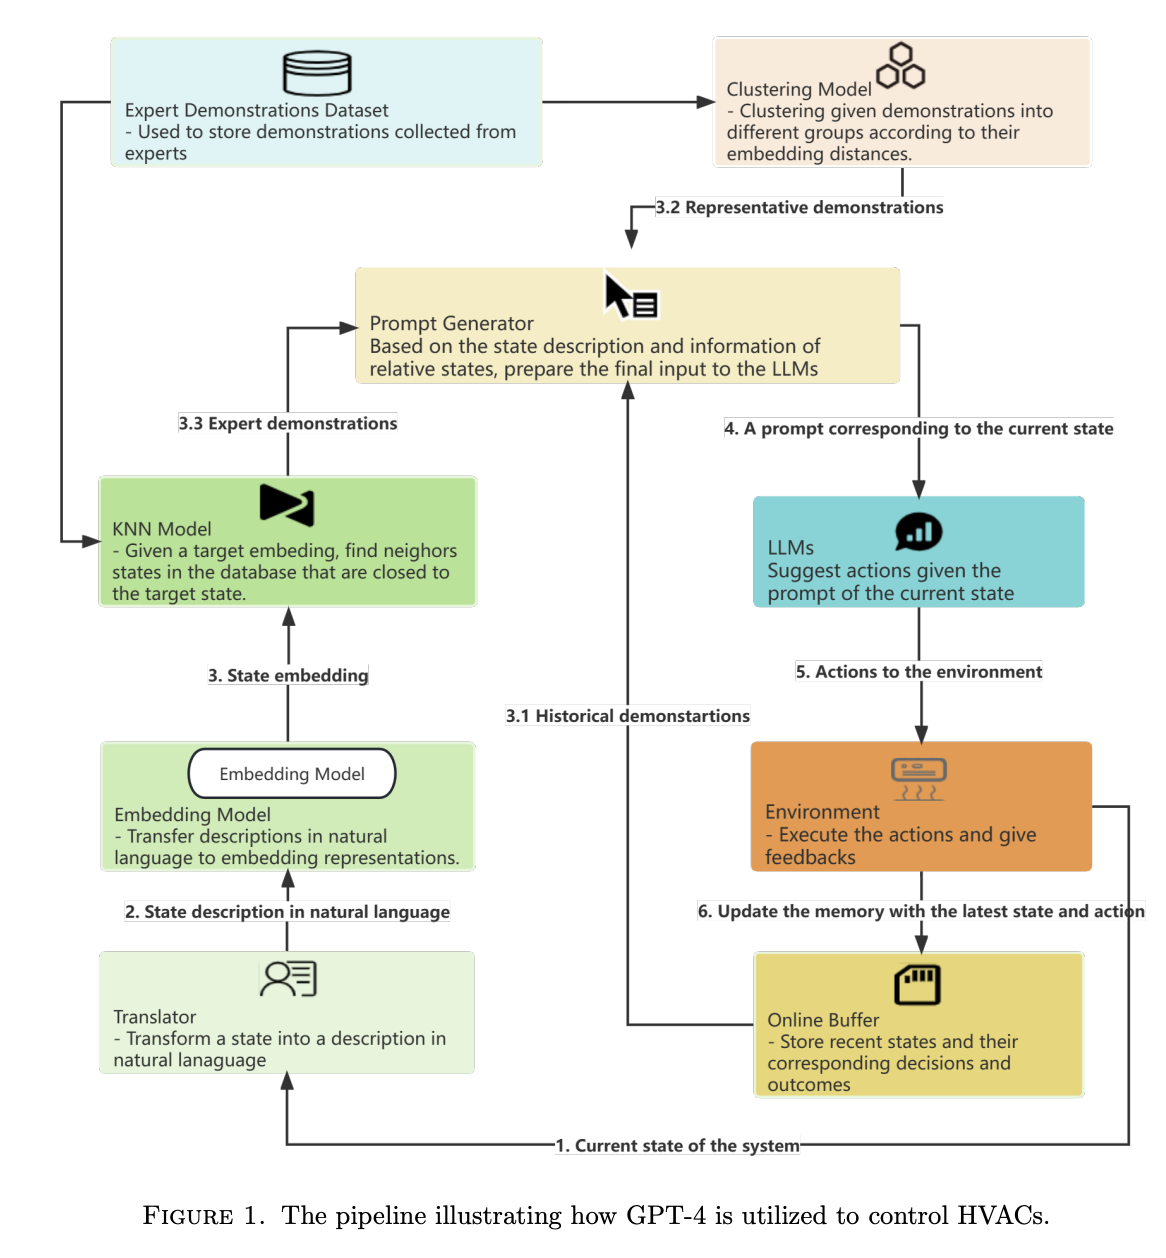 Expert Demonstrations Dataset
- Used to store demonstrations collected from
experts
Clustering Model
- Clustering given demonstrations into
different groups according to their
embedding distances.
3.2 Representative demonstrations
Prompt Generator
Based on the state description and information of
relative states, prepare the final input to the LLMs
3.3 Expert demonstrations
4. A prompt corresponding to the current state
KNN Model
- Given a target embeding, find neighors
states in the database that are closed to
the target state.
LLMs
Suggest actions given the
prompt of the current state
3. State embedding
5. Actions to the environment
3.1 Historical demonstartions
Embedding Model
Embedding Model
- Transfer descriptions in natural
language to embedding representations.
Environment
- Execute the actions and give
feedbacks
2. State description in natural language
6. Update the memory with the latest state and action
Translator
- Transform a state into a description in
natural lanaguage
Online Buffer
- Store recent states and their
corresponding decisions and
outcomes
1. Current state of the system
FIGURE 1. The pipeline illustrating how GPT-4 is utilized to control HVACs.